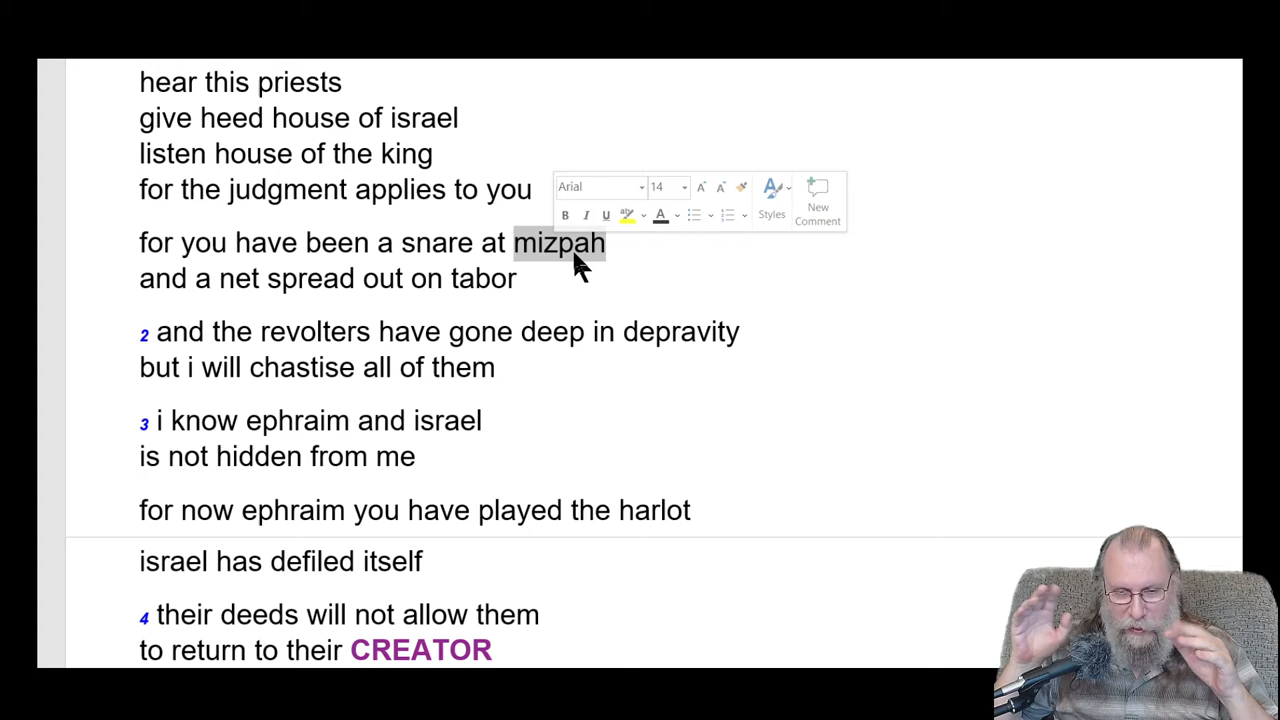 hear this priests
give heed house of israel
listen house of the king
for the judgment applies to you
Arial
14
A
A
A
B
I
U
ab
A
Styles
New
Comment
for you have been a snare at mizpah
and a net spread out on tabor
2 and the revolters have gone deep in depravity
but i will chastise all of them
3 i know ephraim and israel
is not hidden from me
for now ephraim you have played the harlot
israel has defiled itself
4 their deeds will not allow them
to return to their CREATOR